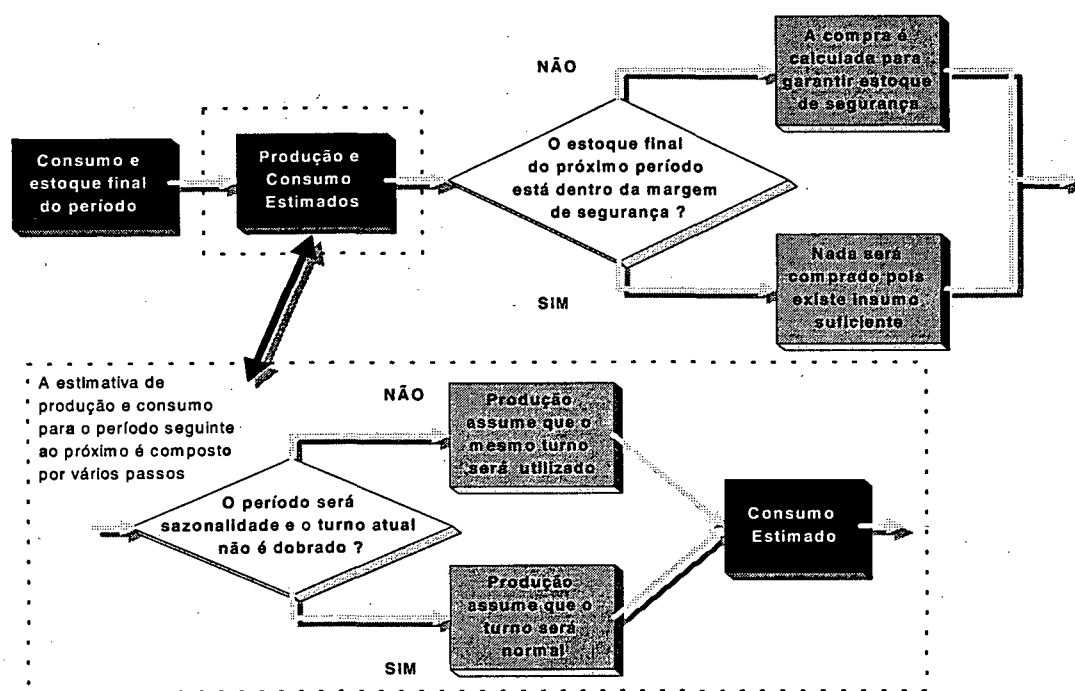 A compra é
calculada para
garantir estoque
de segurança
NÃO
Consumo e
estoque final
do período
Produção e
Consumo
Estimados
O estoque final
do próximo período
está dentro da margem
de segurança ?
SIM
Nada será
comprado pois
existe insumo
suficiente
A estimativa de
produção e consumo
para o período seguinte
ao próximo é composto
por vários passos
NÃO
Produção
assume que o
mesmo turno
será utilizado
O período será
sazonalidade e o turno atual
não é dobrado ?
Consumo
Estimado
Produção
assume que o
turno será
normal
SIM